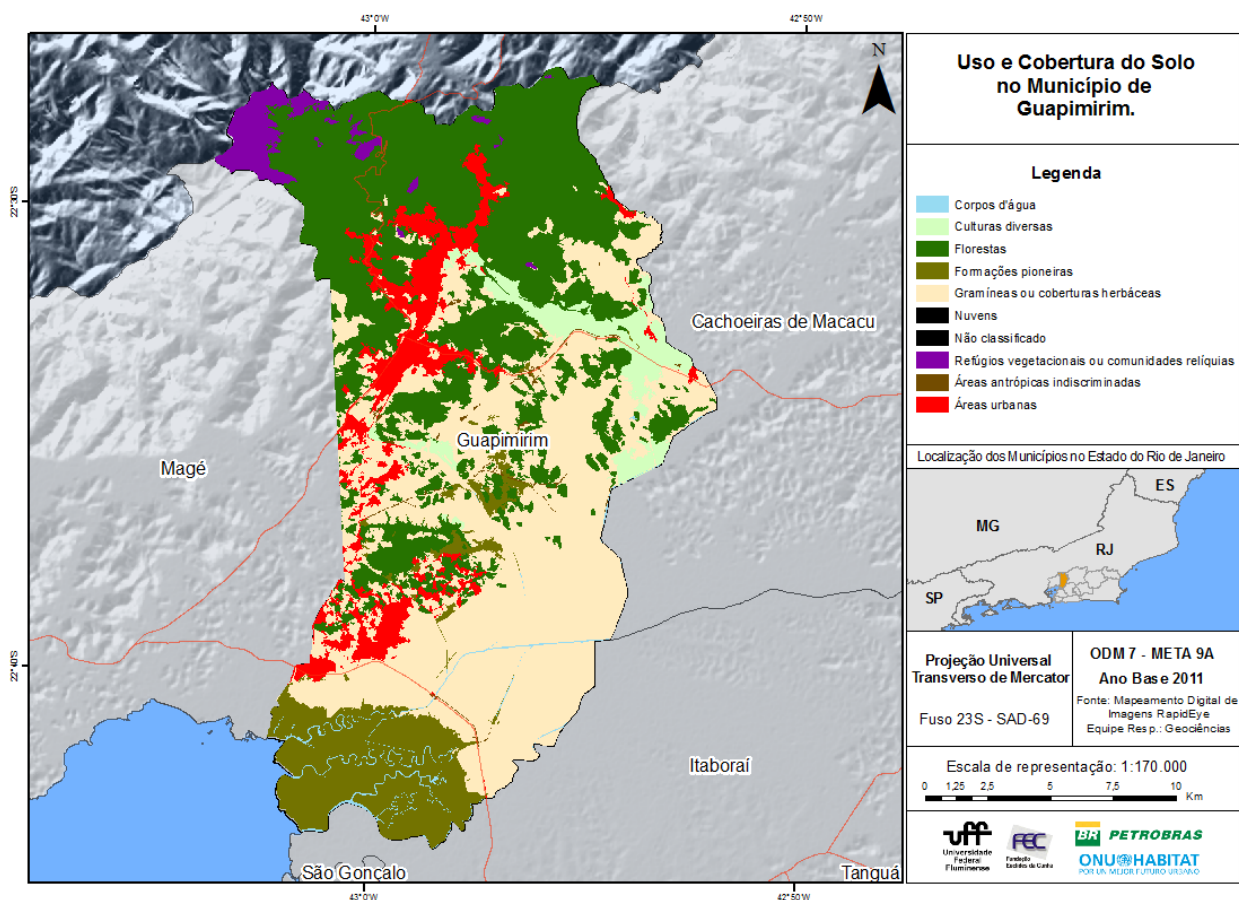 43°0'W
42°50'W
N
22°30'S
22°40'S
Cachoeiras de Macacu
Guapimirim
Magé
Itaboraí
São Gonçalo
Tanguá
43°0'W
42°50'W
Uso e Cobertura do Solo
no Município de
Guapimirim.
Legenda
Corpos d'água
Culturas diversas
Florestas
Formações pioneiras
Gramíneas ou coberturas herbáceas
Nuvens
Não classificado
Refúgios vegetacionais ou comunidades relíquias
Áreas antrópicas indiscriminadas
Áreas urbanas
Localização dos Municípios no Estado do Rio de Janeiro
ES
MG
RJ
SP
Projeção Universal
Transverso de Mercator
Fuso 23S - SAD-69
ODM 7 - META 9A
Ano Base 2011
Fonte: Mapeamento Digital de
Imagens RapidEye
Equipe Resp.: Geociências
Escala de representação: 1:170.000
0 1,25 2,5 5 7,5 10
Km
uff
Universidade
Federal
Fluminense
FEC
Fundação
Euclides da Cunha
BR PETROBRAS
ONU HABITAT
POR UN MEJOR FUTURO URBANO